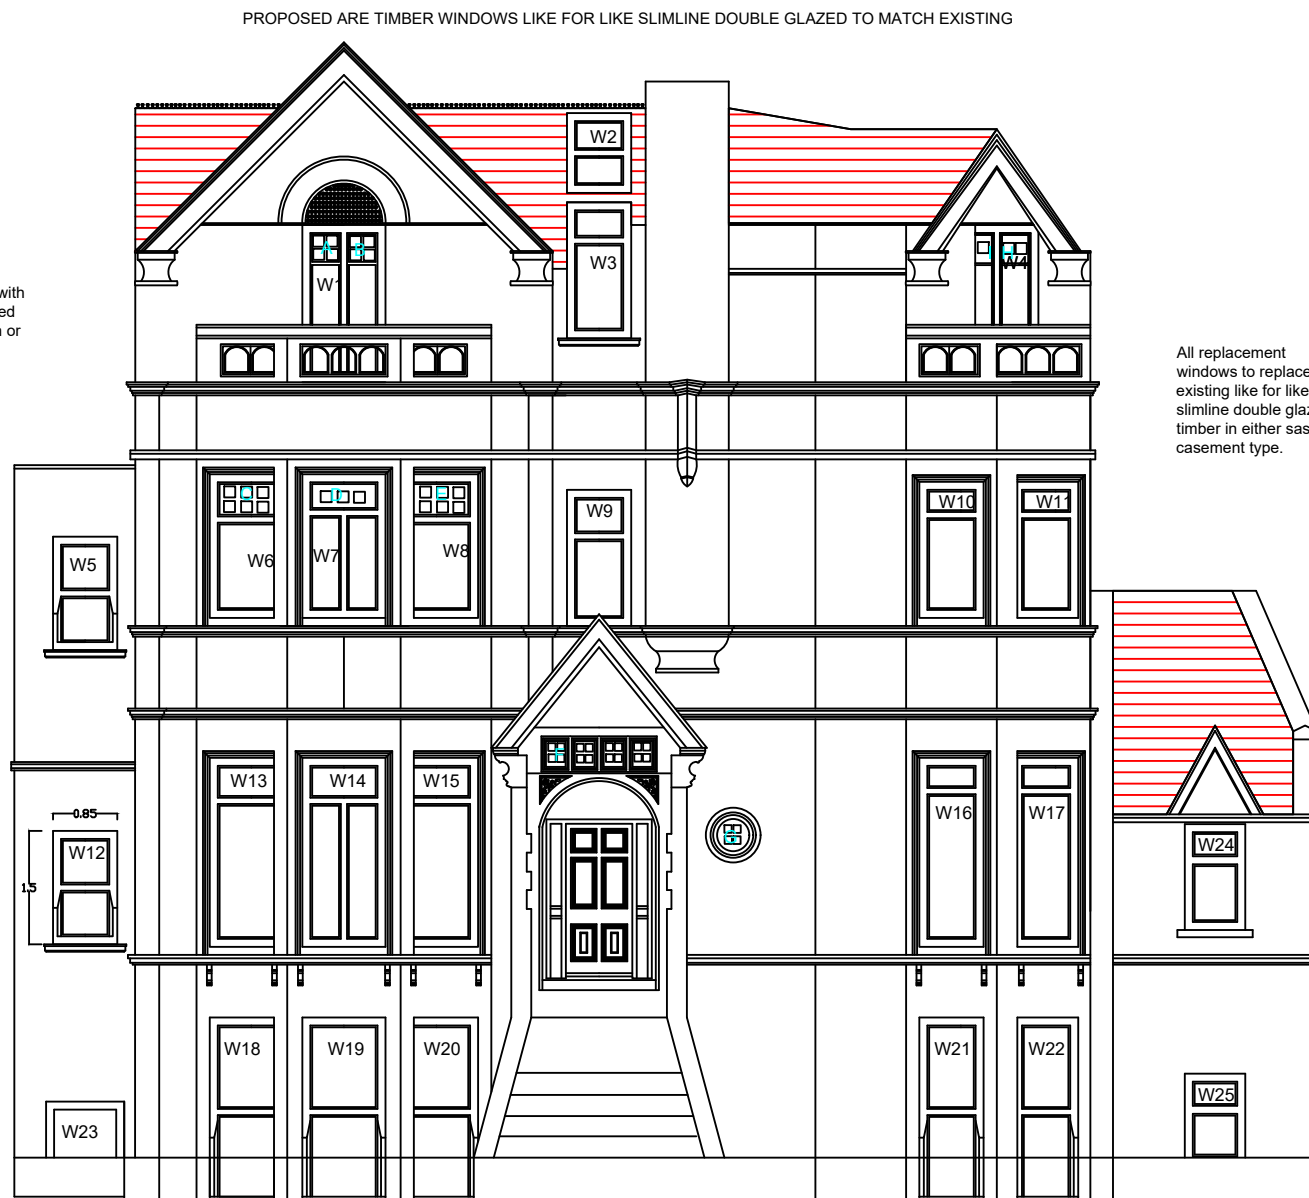 PROPOSED ARE TIMBER WINDOWS LIKE FOR LIKE SLIMLINE DOUBLE GLAZED TO MATCH EXISTING
W2
A B
W3
H
W4
W1
with
or
All replacement
windows to replace
existing like for like
slimline double
timber in either
casement type.
C D E
W10 W11
W9
W6 W7 W8
W5
F
W13 W14 W15
W16 W17
0.85
G
W12
W24
1.5
W18 W19 W20
W21 W22
W25
W23